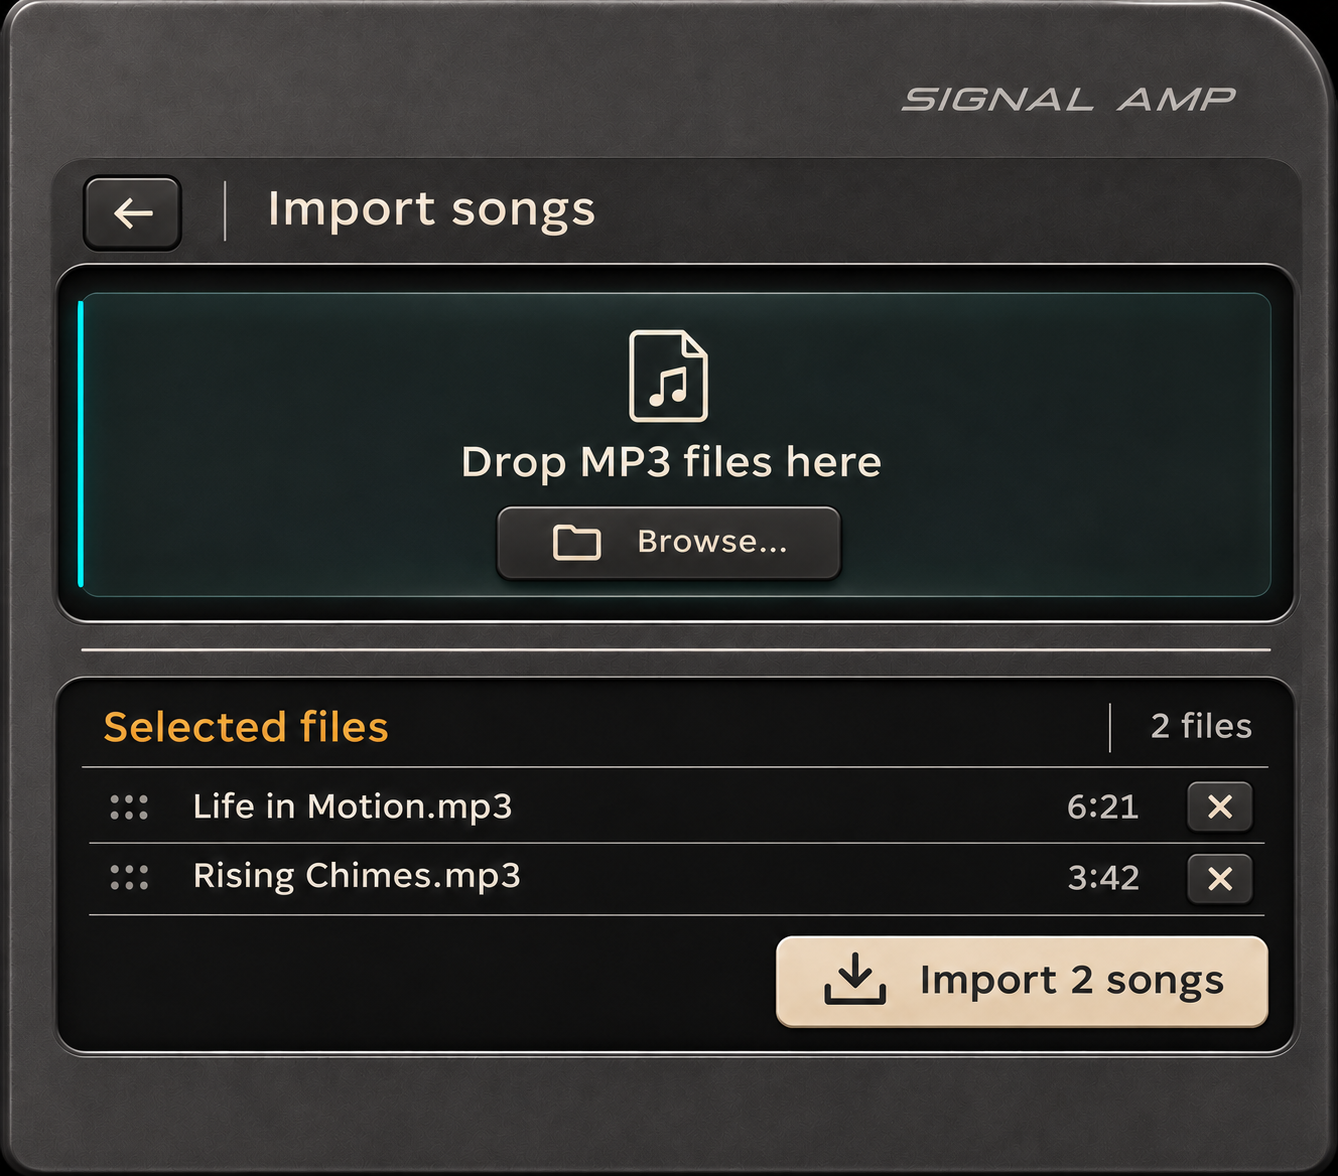 SIGNAL AMP
Import songs
Drop MP3 files here
Browse...
Selected files
2 files
Life in Motion.mp3
6:21
Rising Chimes.mp3
3:42
Import 2 songs